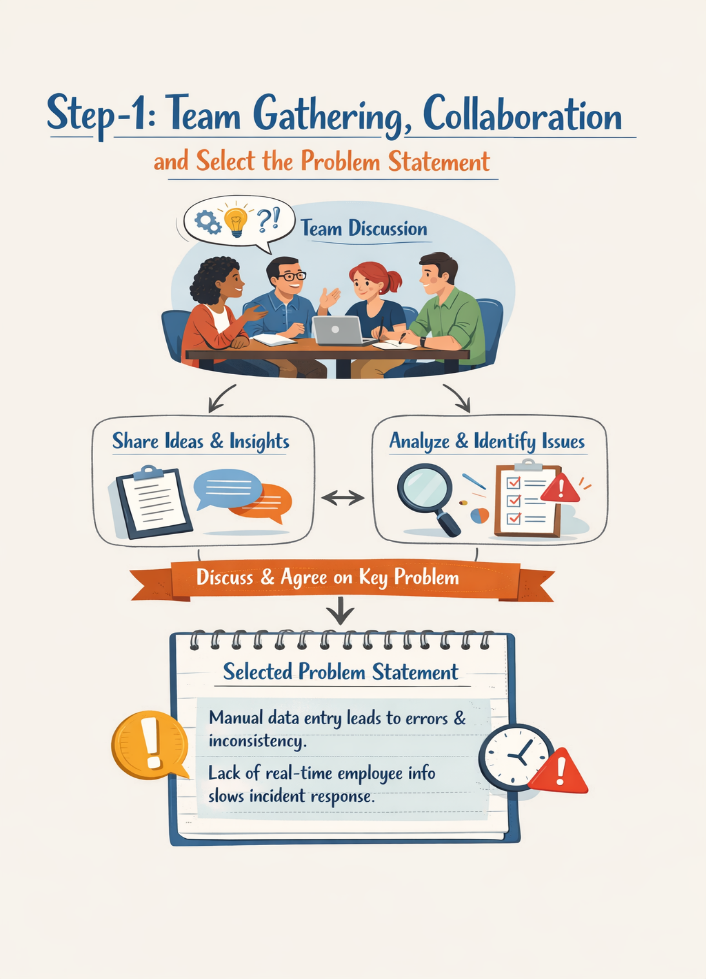 Step-1: Team Gathering, Collaboration
and Select the Problem Statement
?!
Team Discussion
Share Ideas & Insights
Analyze & Identify Issues
Discuss & Agree on Key Problem
Selected Problem Statement
Manual data entry leads to errors &
inconsistency.
Lack of real-time employee info
slows incident response.